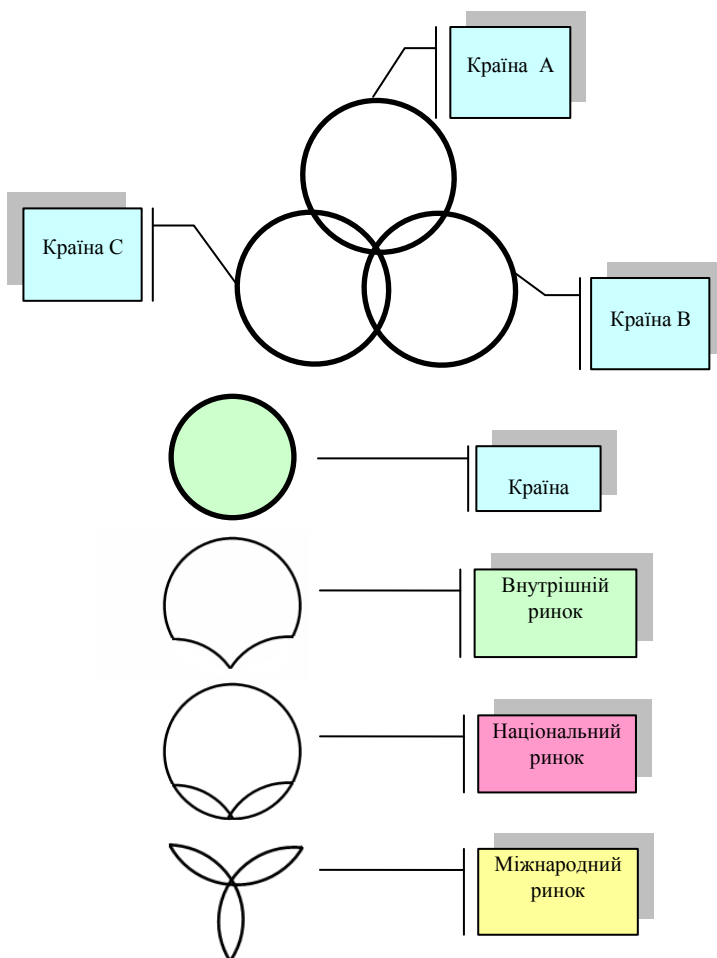 Країна А
Країна С
Країна В
Країна
Внутрішній
ринок
Національний
ринок
Міжнародний
ринок